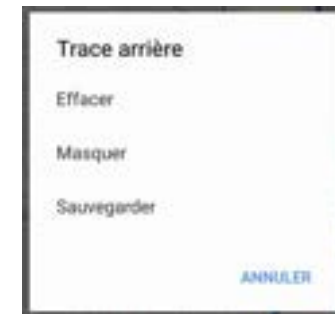 Trace arrière
Effacer
Masquer
Sauvegarder
ANNULER